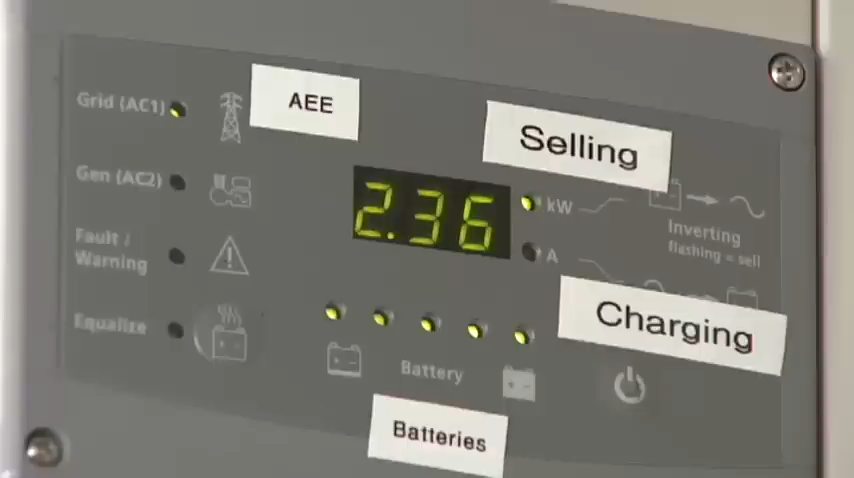 Grid (AC1)
AEE
Selling
Gen (AC2)
2.36
kW
Inverting
flashing = sell
A
Fault /
Warning
Charging
Equalize
Battery
Batteries